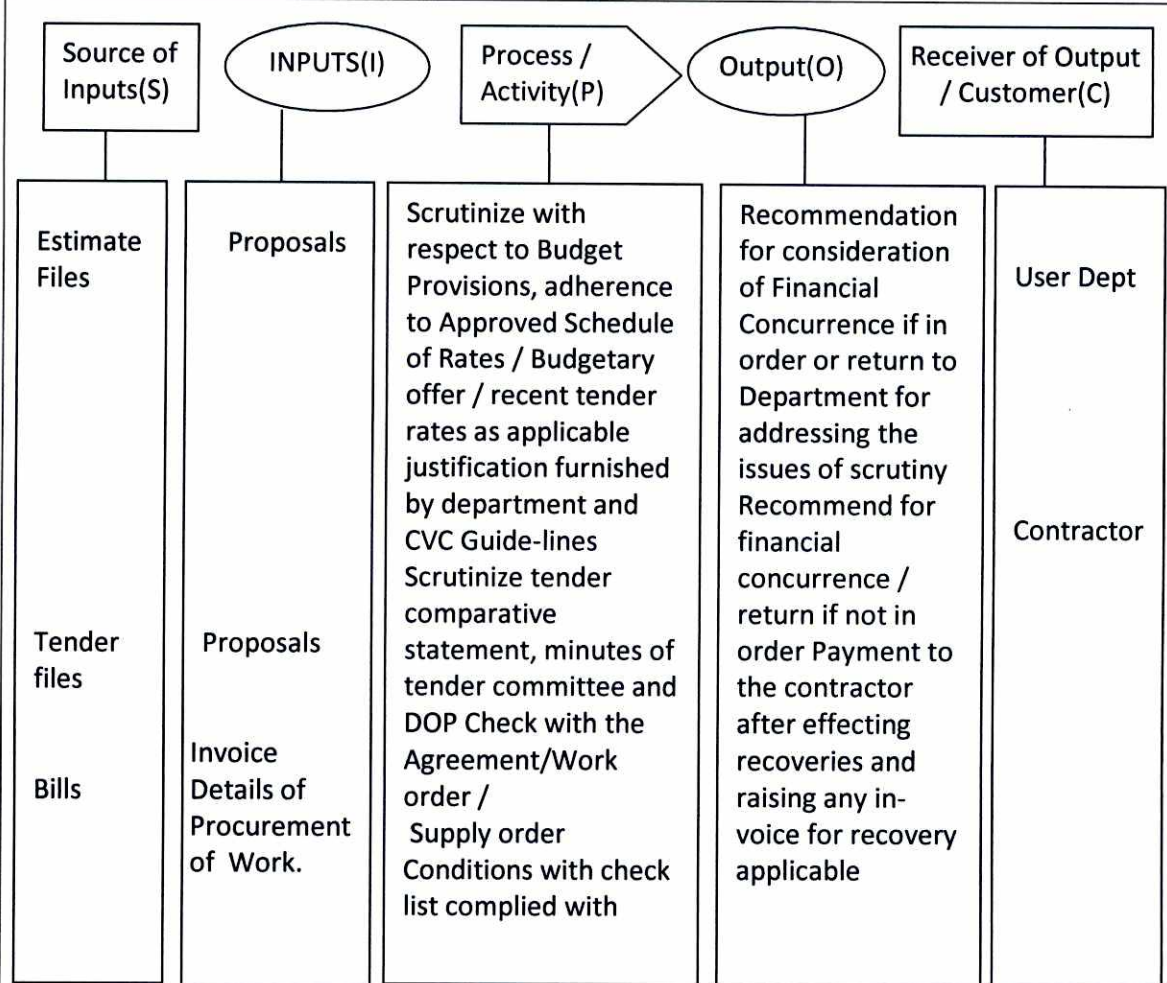 Source of
Inputs(S)
INPUTS(I)
Process /
Activity(P)
Output(O)
Receiver of Output
/ Customer(C)
Estimate
Files
Tender
files
Bills
Proposals
Proposals
Invoice
Details of
Procurement
of Work.
Scrutinize with
respect to Budget
Provisions, adherence
to Approved Schedule
of Rates / Budgetary
offer / recent tender
rates as applicable
justification furnished
by department and
CVC Guide-lines
Scrutinize tender
comparative
statement, minutes of
tender committee and
DOP Check with the
Agreement/Work
order /
Supply order
Conditions with check
list complied with
Recommendation
for consideration
of Financial
Concurrence if in
order or return to
Department for
addressing the
issues of scrutiny
Recommend for
financial
concurrence /
return if not in
order Payment to
the contractor
after effecting
recoveries and
raising any in-
voice for recovery
applicable
User Dept
Contractor